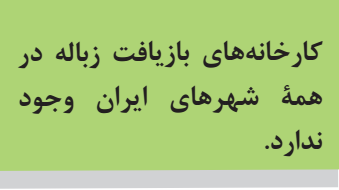 کارخانه‌های بازیافت زباله در
همهٔ شهرهای ایران وجود
ندارد.